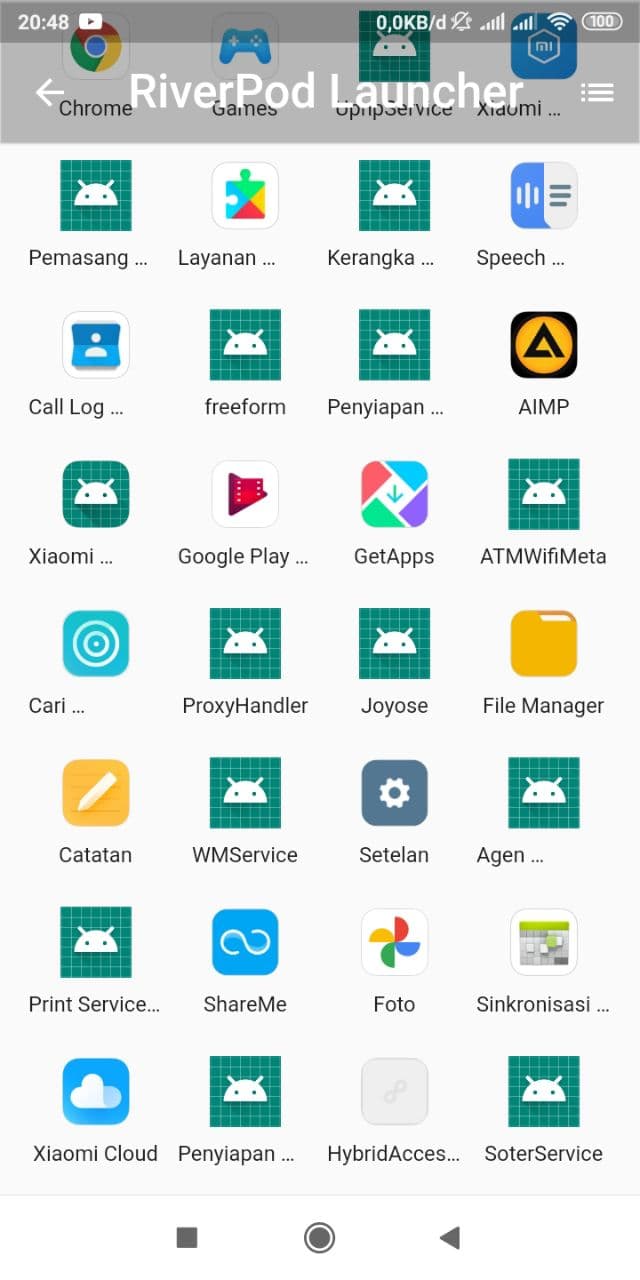 20:48
0,0KB/d
100
RiverPod Launcher
Chrome
Games
UpnpService
Xiaomi ...
mi
Pemasang ...
Layanan ...
Kerangka ...
Speech ...
Call Log ...
freeform
Penyiapan ...
AIMP
Xiaomi ...
Google Play ...
GetApps
ATMWifiMeta
Cari ...
ProxyHandler
Joyose
File Manager
Catatan
WMService
Setelan
Agen ...
Print Service...
ShareMe
Foto
Sinkronisasi ...
Xiaomi Cloud
Penyiapan ...
HybridAcces...
SoterService